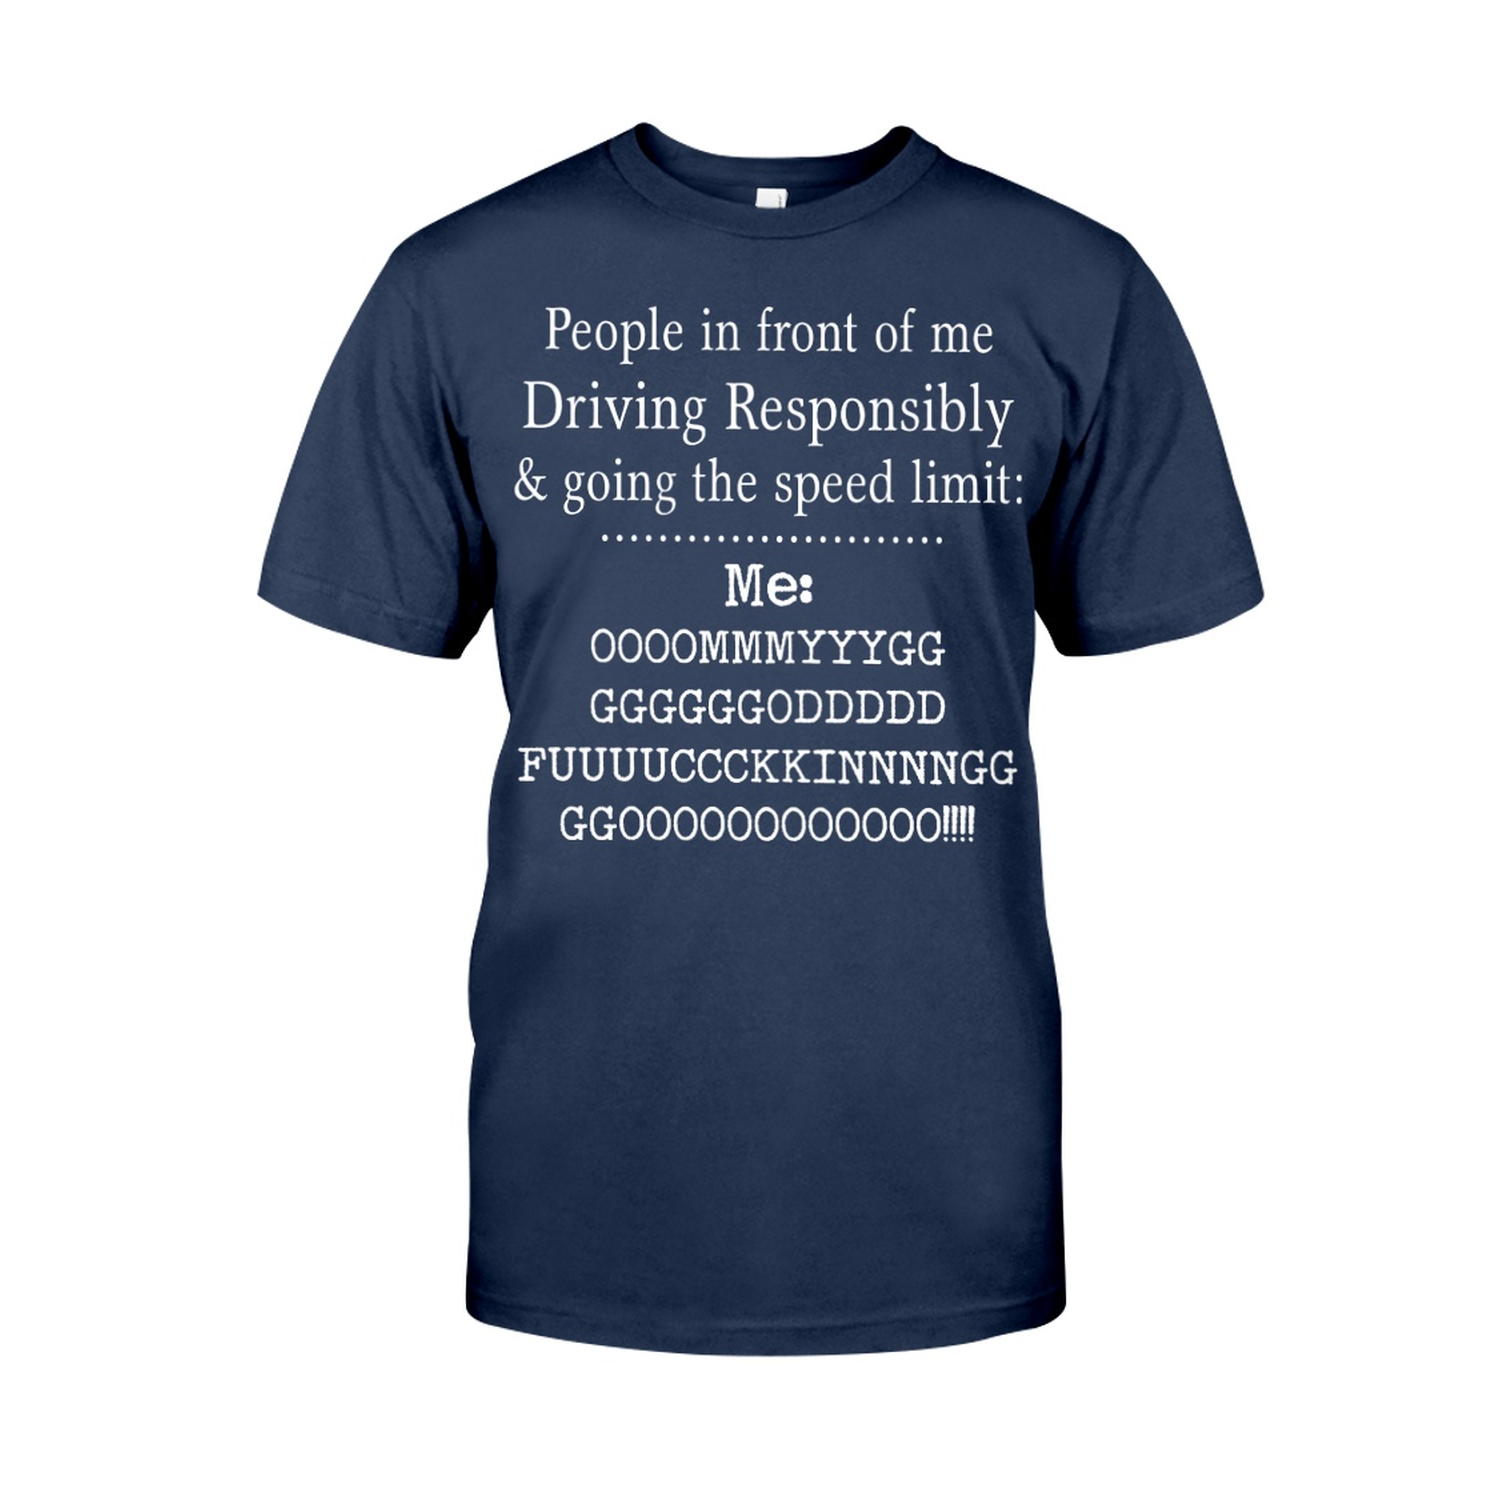 People in front of me
Driving Responsibly
& going the speed limit:
........................
Me:
OOOOMMMYYYGG
GGGGGGODDDDD
FUUUUCCCKKINNNNGG
GGOOOOOOOOOOOO!!!!